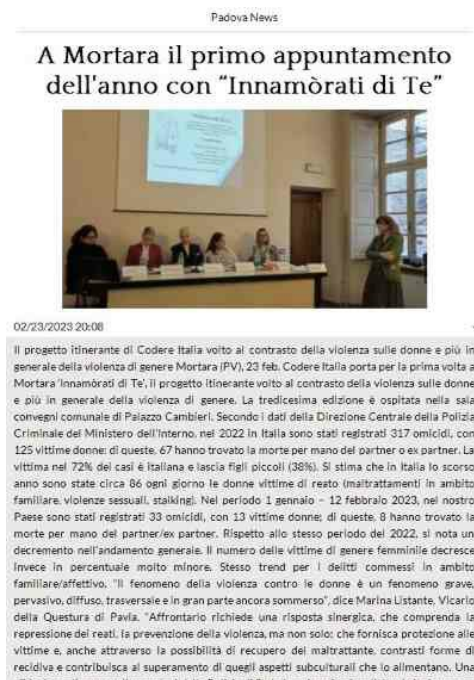 Padova News
A Mortara il primo appuntamento
dell'anno con “Innamòrati di Te”
02/23/2023 20:08
Il progetto itinerante di Codere Italia volto al contrasto della violenza sulle donne e più in
generale della violenza di genere Mortara (PV), 23 feb. Codere Italia porta per la prima volta a
Mortara 'Innamòrati di Te', il progetto itinerante volto al contrasto della violenza sulle donne
e più in generale della violenza di genere. La tredicesima edizione è ospitata nella sala
convegni comunale di Palazzo Cambieri. Secondo i dati della Direzione Centrale della Polizia
Criminale del Ministero dell'Interno, nel 2022 in Italia sono stati registrati 317 omicidi, con
125 vittime donne; di queste, 67 hanno trovato la morte per mano del partner o ex partner. La
vittima nel 72% dei casi è italiana e lascia figli piccoli (38%). Si stima che in Italia lo scorso
anno sono state circa 86 ogni giorno le donne vittime di reato (maltrattamenti in ambito
familiare, violenze sessuali, stalking). Nel periodo 1 gennaio – 12 febbraio 2023, nel nostro
Paese sono stati registrati 33 omicidi, con 13 vittime donne; di queste, 8 hanno trovato la
morte per mano del partner/ex partner. Rispetto allo stesso periodo del 2022, si nota un
decremento nell'andamento generale. Il numero delle vittime di genere femminile decresce
invece in percentuale molto minore. Stesso trend per i delitti commessi in ambito
familiare/affettivo. "Il fenomeno della violenza contro le donne è un fenomeno grave,
pervasivo, diffuso, trasversale e in gran parte ancora sommerso", dice Marina Listante, Vicario
della Questura di Pavia. "Affrontarlo richiede una risposta sinergica, che comprenda la
repressione dei reati, la prevenzione della violenza, ma non solo; che fornisca protezione alle
vittime e, anche attraverso la possibilità di recupero del maltrattante, contrasti forme di
recidiva e contribuisca al superamento di quegli aspetti subculturali che lo alimentano. Una